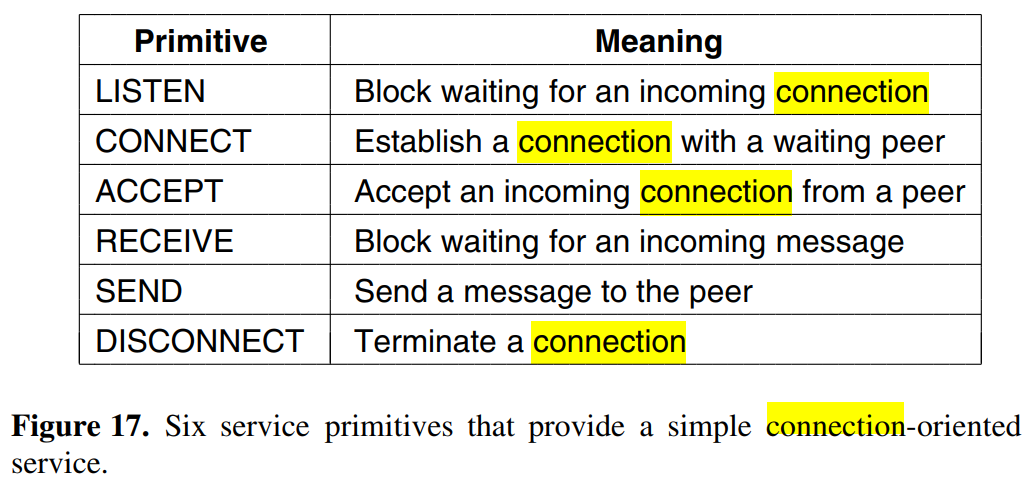 Primitive Meaning
LISTEN Block waiting for an incoming connection
CONNECT Establish a connection with a waiting peer
ACCEPT Accept an incoming connection from a peer
RECEIVE Block waiting for an incoming message
SEND Send a message to the peer
DISCONNECT Terminate a connection
Figure 17. Six service primitives that provide a simple connection-oriented
service.